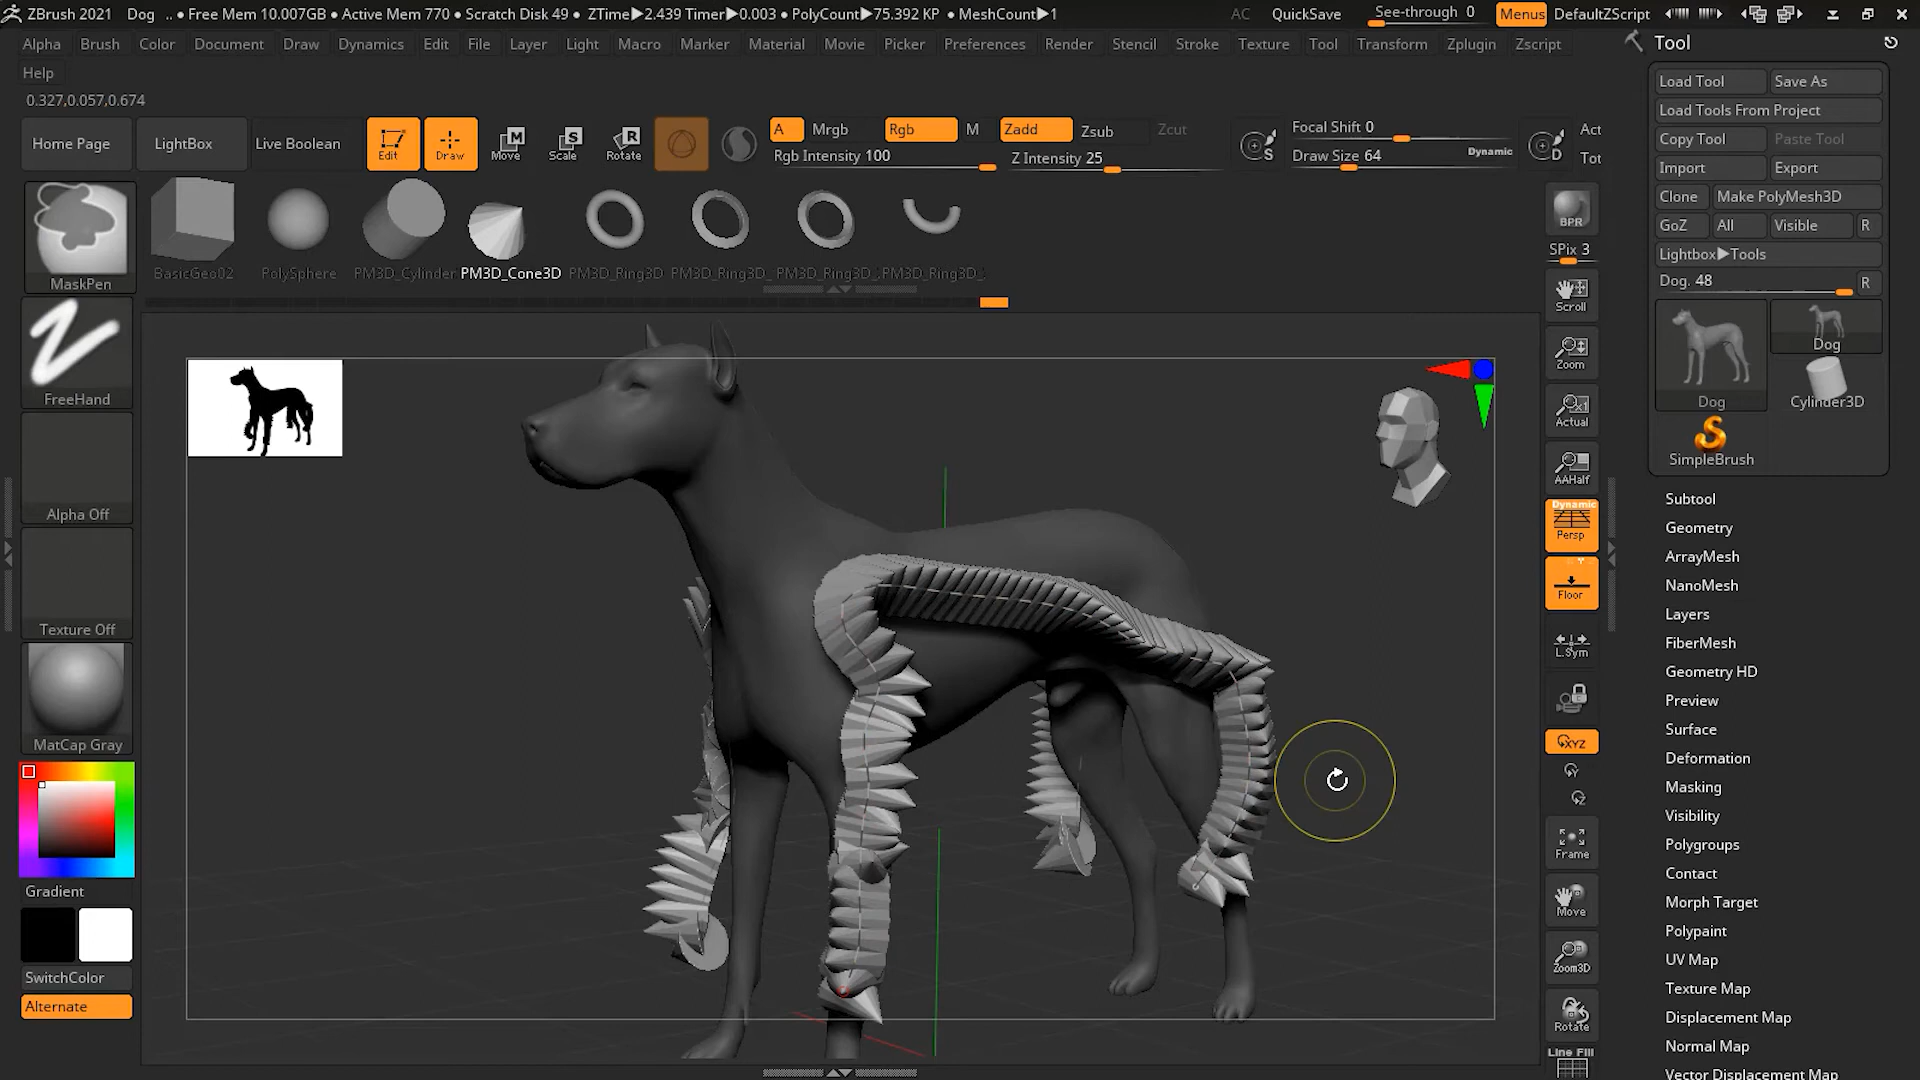 ZBrush 2021 Dog .. ● Free Mem 10.007GB ● Active Mem 770 ● Scratch Disk 49 ● ZTime▶2.439 Timer▶0.003 ● PolyCount▶75.392 KP ● MeshCount▶1 AC QuickSave See-through 0 Menus DefaultZScript
Alpha Brush Color Document Draw Dynamics Edit File Layer Light Macro Marker Material Movie Picker Preferences Render Stencil Stroke Texture Tool Transform Zplugin Zscript
Help
0.327,0.057,0.674
Home Page LightBox Live Boolean Edit Draw Move Scale Rotate
A Mrgb Rgb M Zadd Zsub Zcut
Rgb Intensity 100 Z Intensity 25
S Focal Shift 0 D Act
Draw Size 64 Dynamic Tot
MaskPen
BasicGeo02 PolySphere PM3D_Cylinder PM3D_Cone3D PM3D_Ring3D PM3D_Ring3D_ PM3D_Ring3D_ PM3D_Ring3D_
FreeHand
Alpha Off
Texture Off
MatCap Gray
Gradient
SwitchColor
Alternate
BPR
SPix 3
Scroll
Zoom
Actual
AAHalf
Dynamic
Persp
Floor
L.Sym
XYZ
Y
Z
Frame
Move
Zoom3D
Rotate
Line Fill
Tool
Load Tool Save As
Load Tools From Project
Copy Tool Paste Tool
Import Export
Clone Make PolyMesh3D
GoZ All Visible R
Lightbox▶Tools
Dog. 48 R
Dog
Dog Cylinder3D
SimpleBrush
Subtool
Geometry
ArrayMesh
NanoMesh
Layers
FiberMesh
Geometry HD
Preview
Surface
Deformation
Masking
Visibility
Polygroups
Contact
Morph Target
Polypaint
UV Map
Texture Map
Displacement Map
Normal Map
Vector Displacement Map